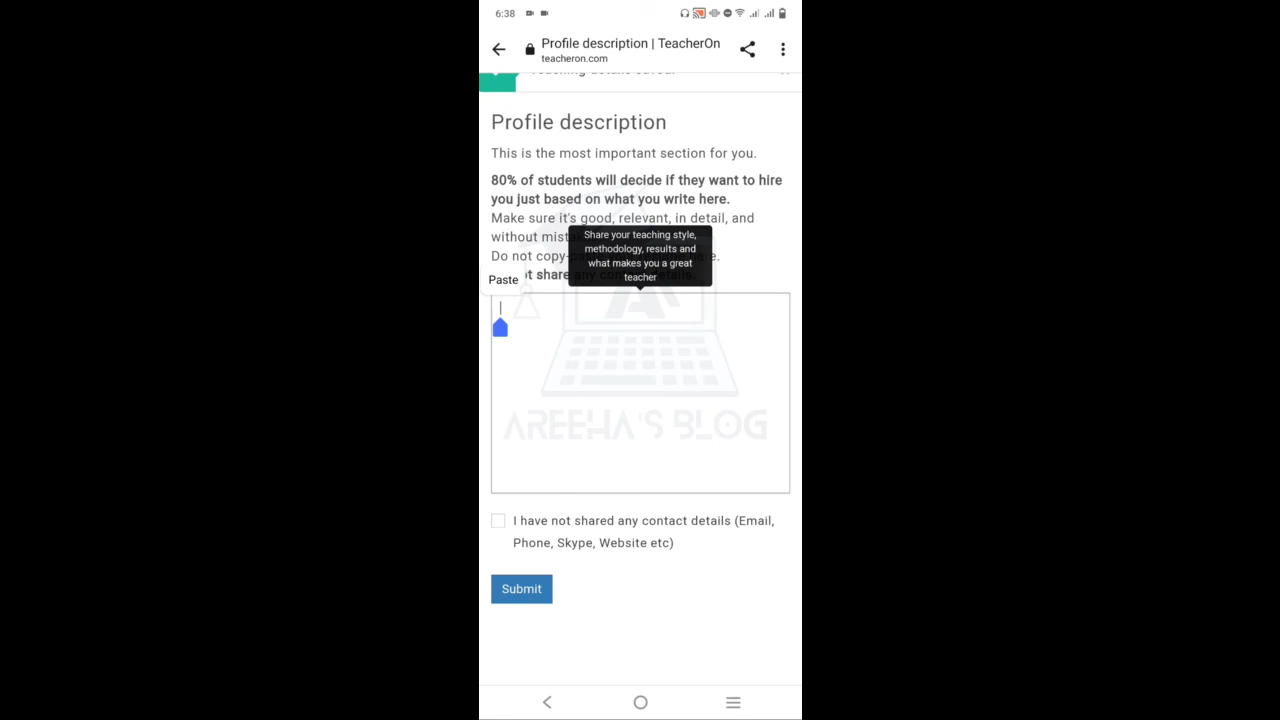 6:38
Profile description | TeacherOn
teacheron.com
Profile description
This is the most important section for you.
80% of students will decide if they want to hire
you just based on what you write here.
Make sure it's good, relevant, in detail, and
without
Share your teaching style,
methodology, results and
what makes you a great
teacher
Do not
Paste
AREEHA'S BLOG
I have not shared any contact details (Email,
Phone, Skype, Website etc)
Submit